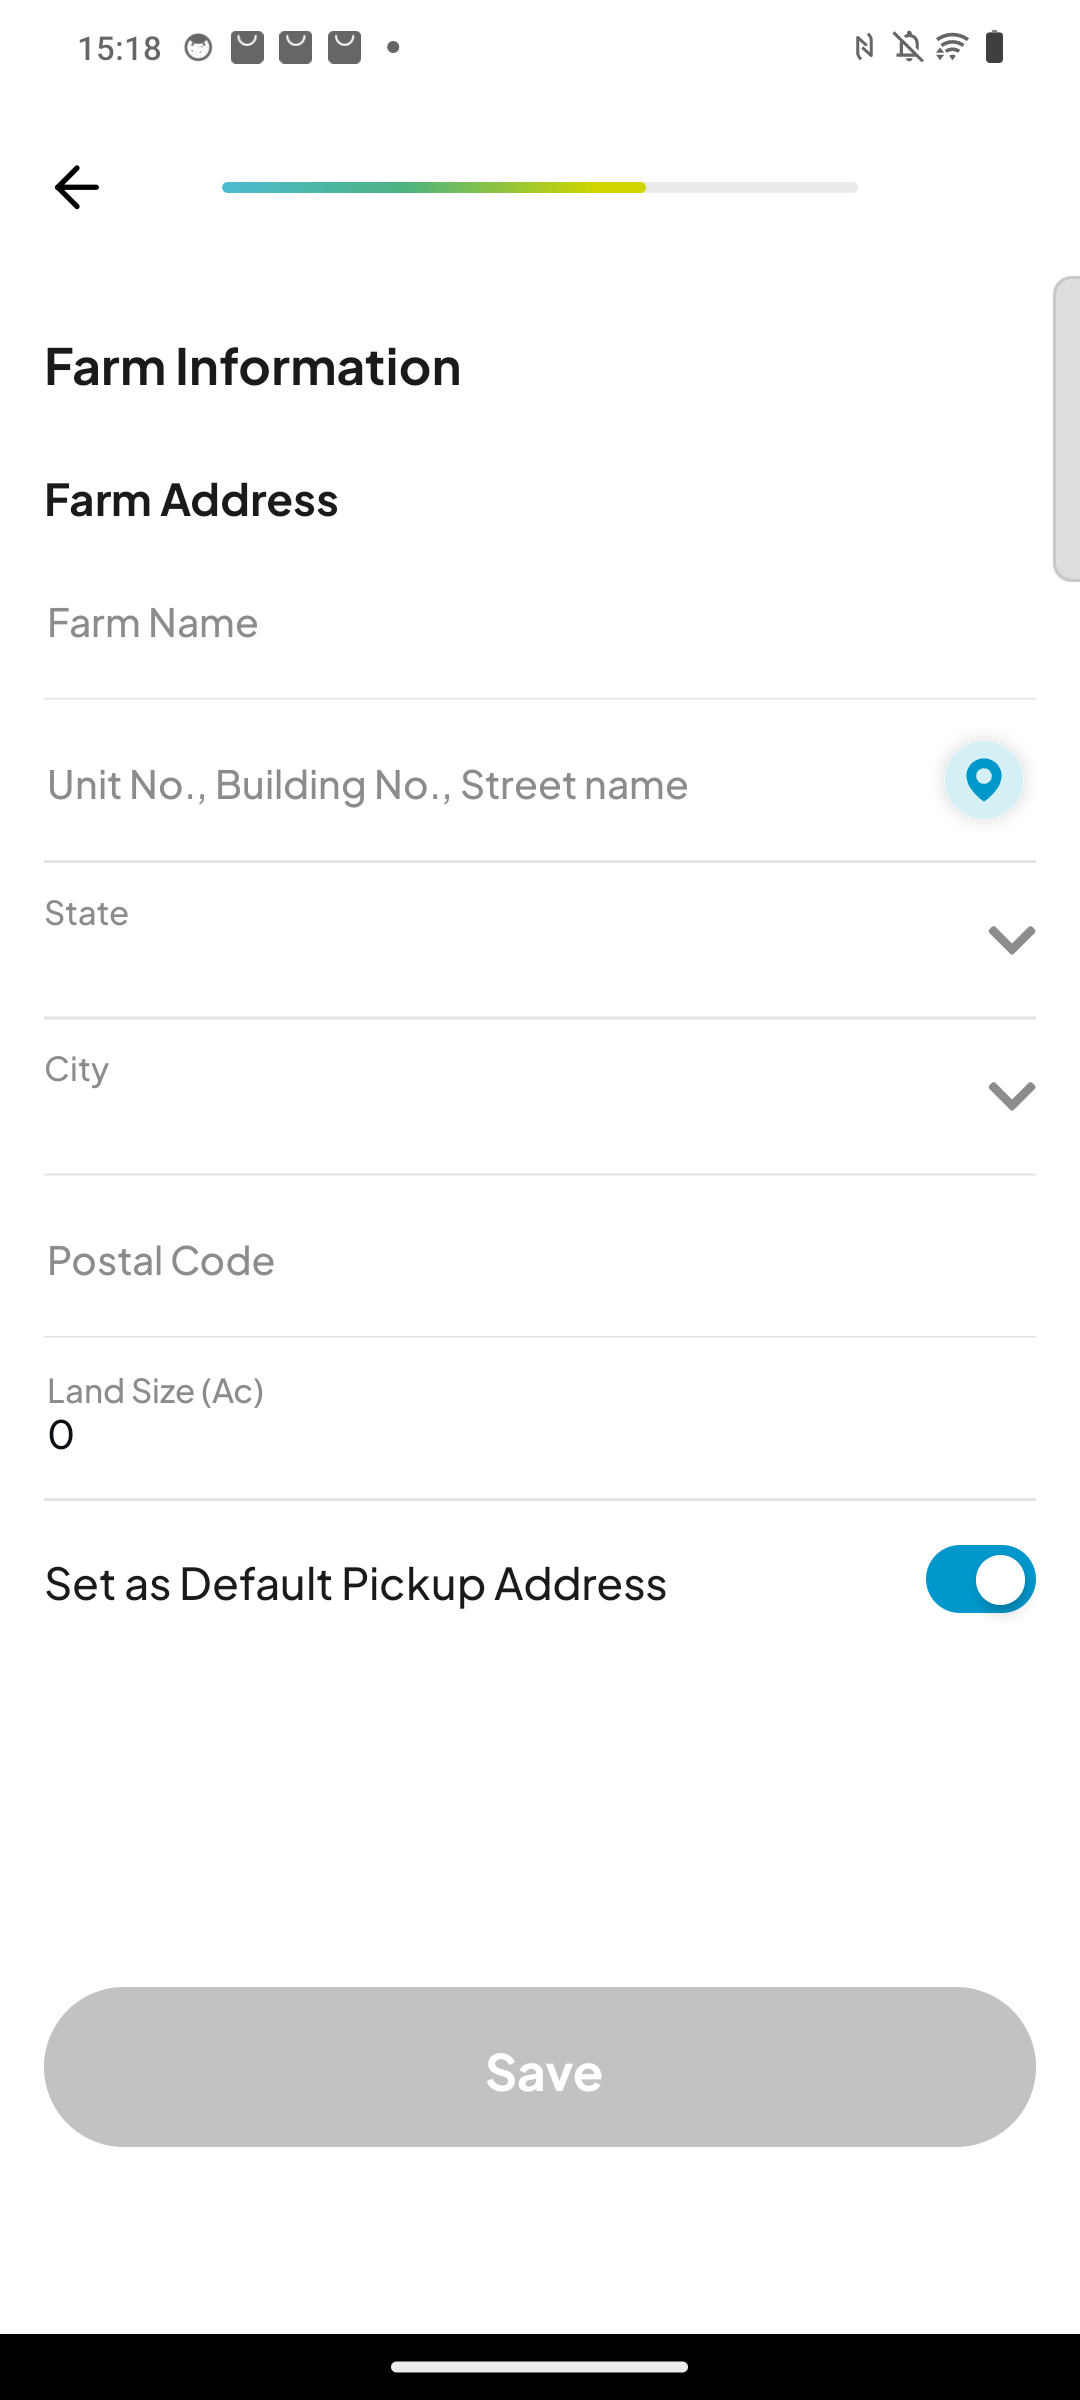 15:18
Farm Information
Farm Address
Farm Name
Unit No., Building No., Street name
State
City
Postal Code
Land Size (Ac)
0
Set as Default Pickup Address
Save